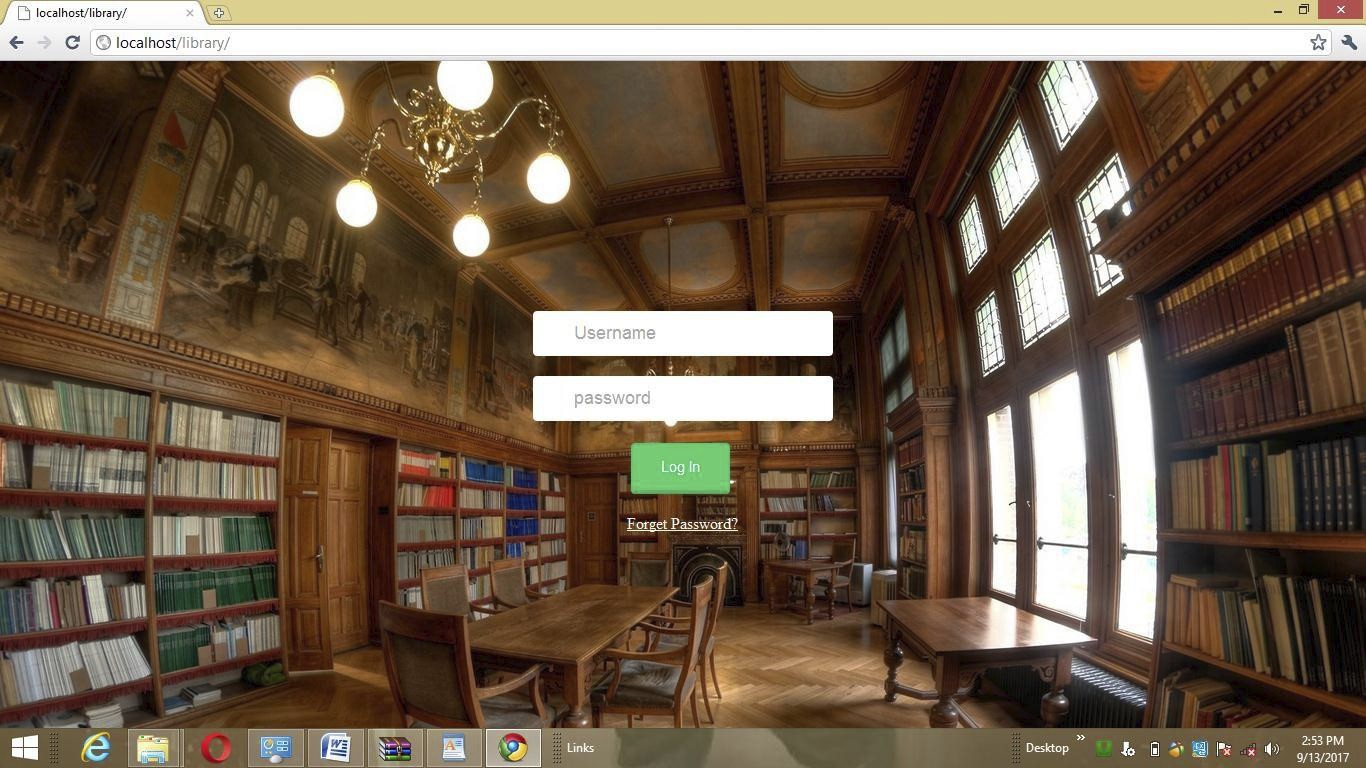 localhost/library/
localhost/library/
Username
password
Log In
Forget Password?
Links
Desktop
2:53 PM
9/13/2017